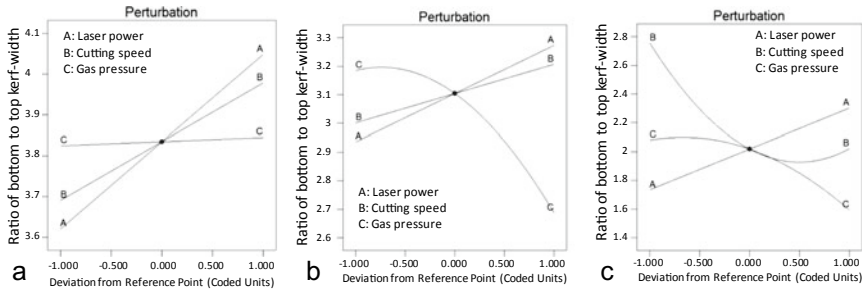 Perturbation
Ratio of bottom to top kerf-width
4.1
4
3.9
3.8
3.7
3.6
A: Laser power
B: Cutting speed
C: Gas pressure
A
B
C
C
B
A
-1.000 -0.500 0.000 0.500 1.000
Deviation from Reference Point (Coded Units)
a
Perturbation
Ratio of bottom to top kerf-width
3.3
3.2
3.1
3
2.9
2.8
2.7
2.6
C
A
B
B
A
C
A: Laser power
B: Cutting speed
C: Gas pressure
-1.000 -0.500 0.000 0.500 1.000
Deviation from Reference Point (Coded Units)
b
Perturbation
Ratio of bottom to top kerf-width
2.8
2.6
2.4
2.2
2
1.8
1.6
1.4
A: Laser power
B: Cutting speed
C: Gas pressure
B
A
C
B
A
C
-1.000 -0.500 0.000 0.500 1.000
Deviation from Reference Point (Coded Units)
c